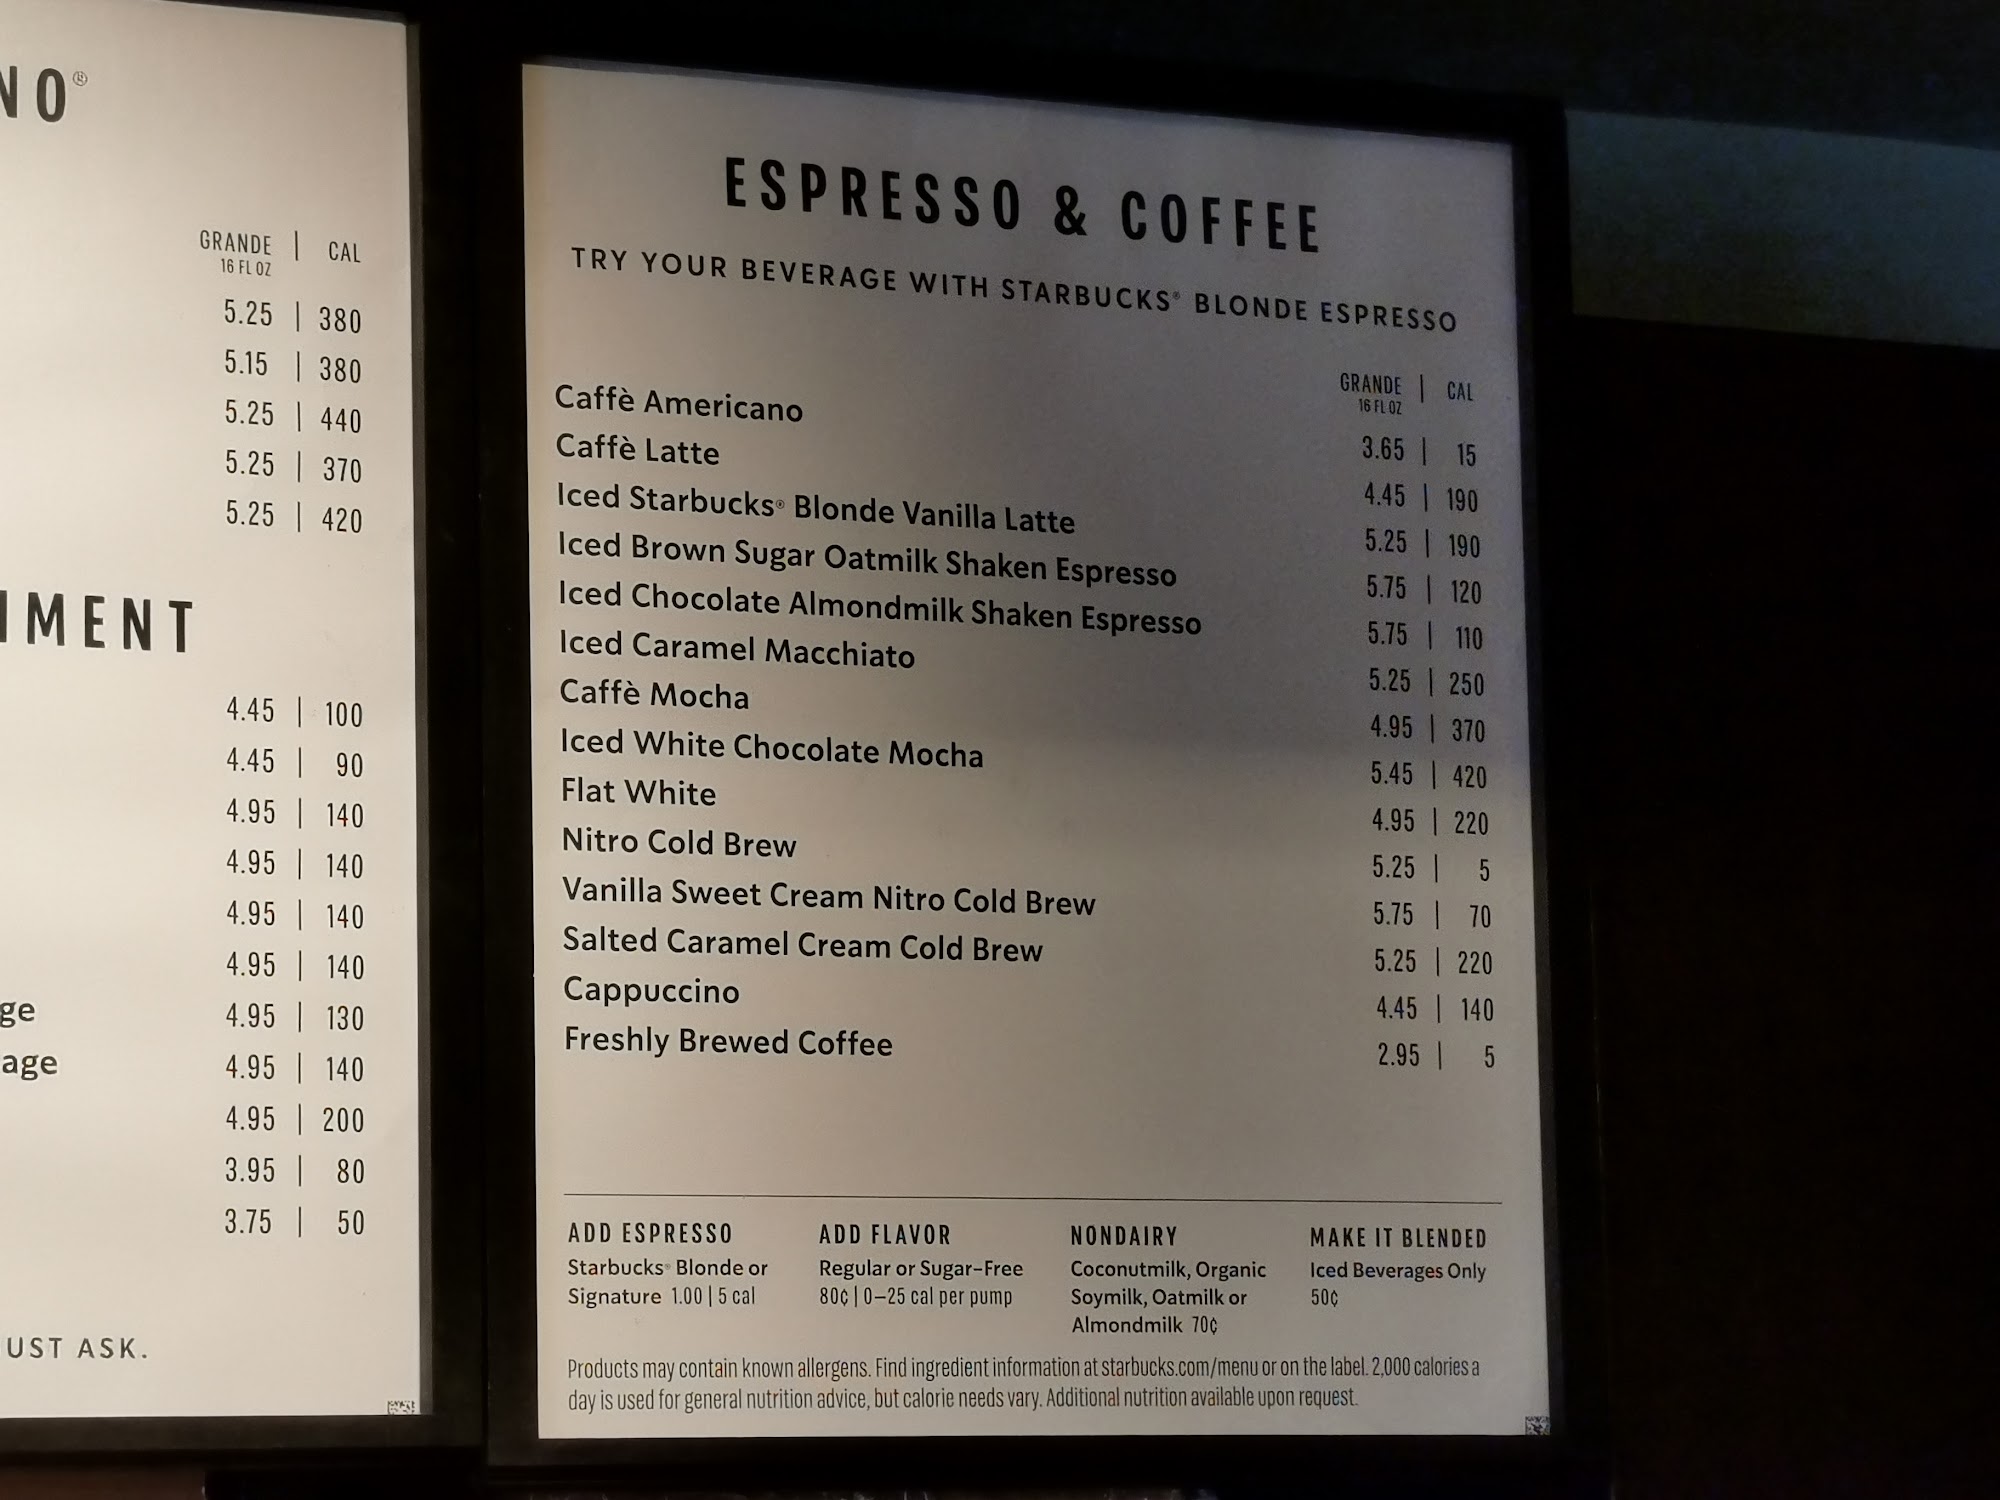 NO®
GRANDE | CAL
16 FL OZ
5.25 | 380
5.15 | 380
5.25 | 440
5.25 | 370
5.25 | 420
MENT
4.45 | 100
4.45 | 90
4.95 | 140
4.95 | 140
4.95 | 140
4.95 | 140
ge 4.95 | 130
age 4.95 | 140
4.95 | 200
3.95 | 80
3.75 | 50
UST ASK.
ESPRESSO & COFFEE
TRY YOUR BEVERAGE WITH STARBUCKS® BLONDE ESPRESSO
GRANDE | CAL
16 FL OZ
Caffè Americano 3.65 | 15
Caffè Latte 4.45 | 190
Iced Starbucks® Blonde Vanilla Latte 5.25 | 190
Iced Brown Sugar Oatmilk Shaken Espresso 5.75 | 120
Iced Chocolate Almondmilk Shaken Espresso 5.75 | 110
Iced Caramel Macchiato 5.25 | 250
Caffè Mocha 4.95 | 370
Iced White Chocolate Mocha 5.45 | 420
Flat White 4.95 | 220
Nitro Cold Brew 5.25 | 5
Vanilla Sweet Cream Nitro Cold Brew 5.75 | 70
Salted Caramel Cream Cold Brew 5.25 | 220
Cappuccino 4.45 | 140
Freshly Brewed Coffee 2.95 | 5
ADD ESPRESSO
Starbucks® Blonde or
Signature 1.00 | 5 cal
ADD FLAVOR
Regular or Sugar-Free
80¢ | 0–25 cal per pump
NONDAIRY
Coconutmilk, Organic
Soymilk, Oatmilk or
Almondmilk 70¢
MAKE IT BLENDED
Iced Beverages Only
50¢
Products may contain known allergens. Find ingredient information at starbucks.com/menu or on the label. 2,000 calories a
day is used for general nutrition advice, but calorie needs vary. Additional nutrition available upon request.